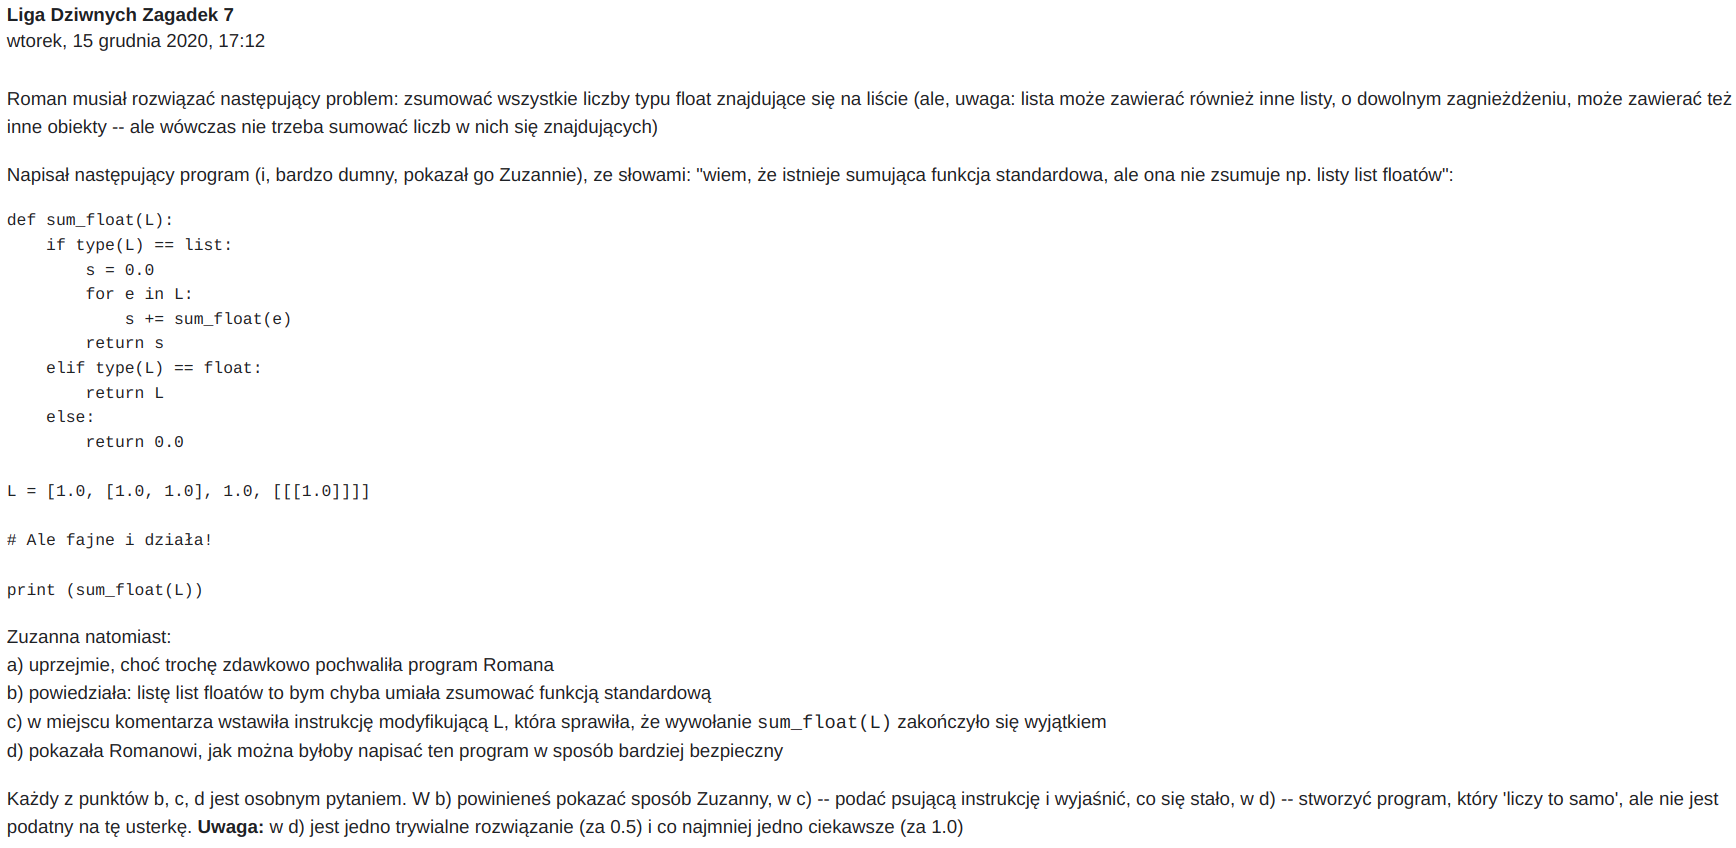 Liga Dziwnych Zagadek 7
wtorek, 15 grudnia 2020, 17:12
Roman musiał rozwiązać następujący problem: zsumować wszystkie liczby typu float znajdujące się na liście (ale, uwaga: lista może zawierać również inne listy, o dowolnym zagnieżdżeniu, może zawierać też
inne obiekty -- ale wówczas nie trzeba sumować liczb w nich się znajdujących)
Napisał następujący program (i, bardzo dumny, pokazał go Zuzannie), ze słowami: "wiem, że istnieje sumująca funkcja standardowa, ale ona nie zsumuje np. listy list floatów":
def sum_float(L):
    if type(L) == list:
        s = 0.0
        for e in L:
            s += sum_float(e)
        return s
    elif type(L) == float:
        return L
    else:
        return 0.0
L = [1.0, [1.0, 1.0], 1.0, [[[1.0]]]]
# Ale fajne i działa!
print (sum_float(L))
Zuzanna natomiast:
a) uprzejmie, choć trochę zdawkowo pochwaliła program Romana
b) powiedziała: listę list floatów to bym chyba umiała zsumować funkcją standardową
c) w miejscu komentarza wstawiła instrukcję modyfikującą L, która sprawiła, że wywołanie sum_float(L) zakończyło się wyjątkiem
d) pokazała Romanowi, jak można byłoby napisać ten program w sposób bardziej bezpieczny
Każdy z punktów b, c, d jest osobnym pytaniem. W b) powinieneś pokazać sposób Zuzanny, w c) -- podać psującą instrukcję i wyjaśnić, co się stało, w d) -- stworzyć program, który 'liczy to samo', ale nie jest
podatny na tę usterkę. Uwaga: w d) jest jedno trywialne rozwiązanie (za 0.5) i co najmniej jedno ciekawsze (za 1.0)